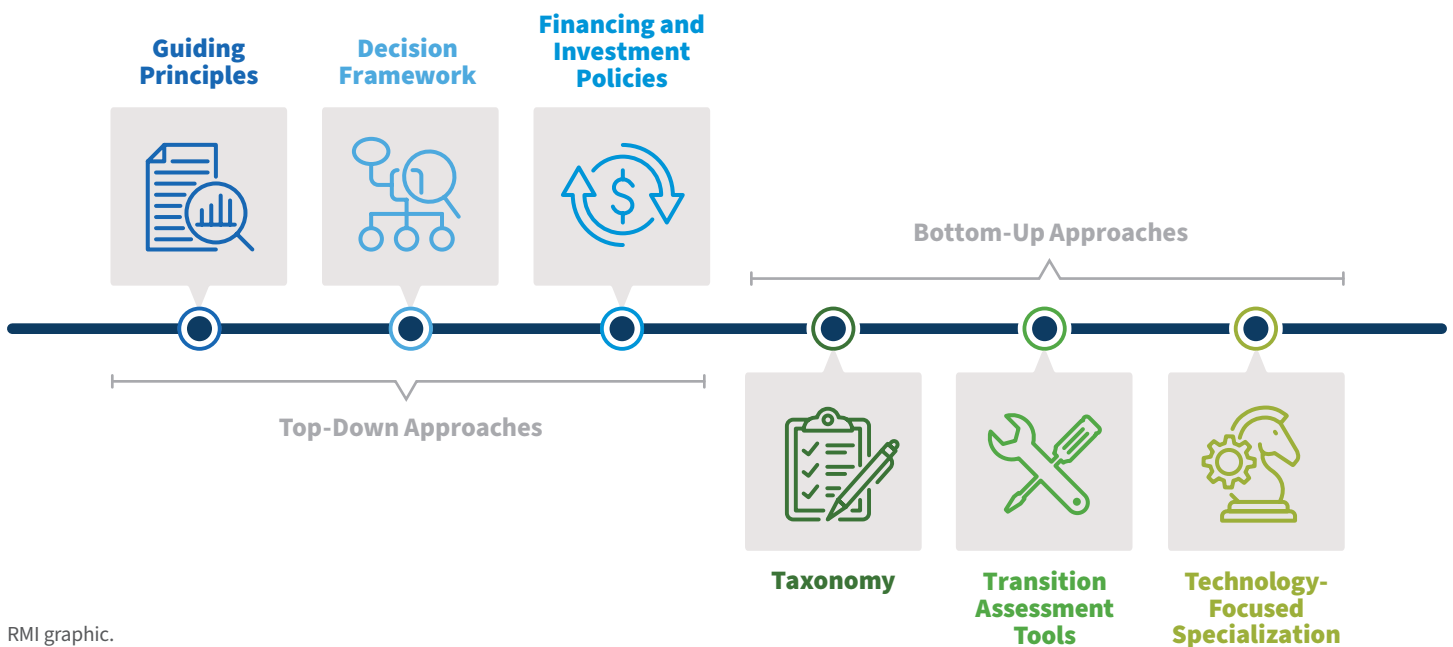 Guiding
Principles
Decision
Framework
Financing and
Investment
Policies
$
Bottom-Up Approaches
Top-Down Approaches
Taxonomy
Transition
Assessment
Tools
Technology-
Focused
Specialization
RMI graphic.